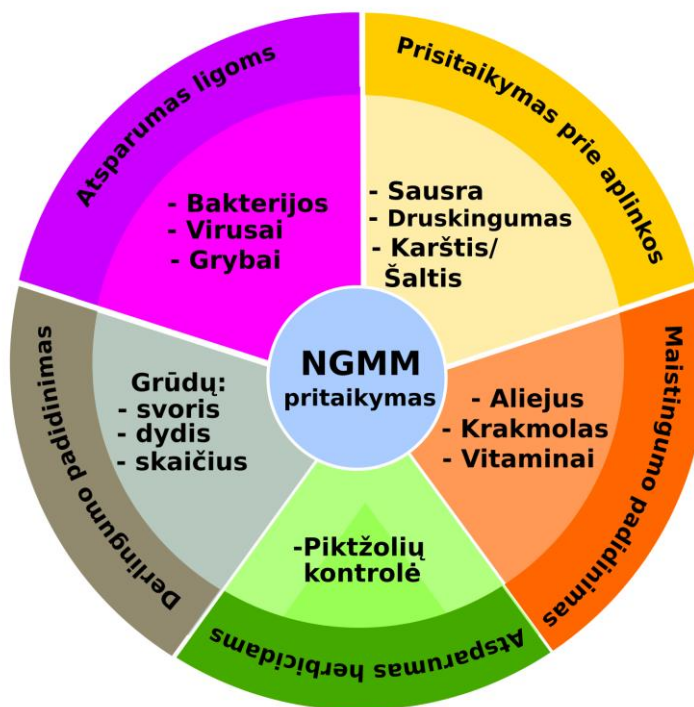 Atsparumas ligoms
- Bakterijos
- Virusai
- Grybai
Prisitaikymas prie aplinkos
- Sausra
- Druskingumas
- Karštis/
Šaltis
NGMM
pritaikymas
Derlingumo padidinimas
Grūdų:
- svoris
- dydis
- skaičius
Maistingumo padidinimas
- Aliejus
- Krakmolas
- Vitaminai
-Piktžolių
kontrolė
Atsparumas herbicidams